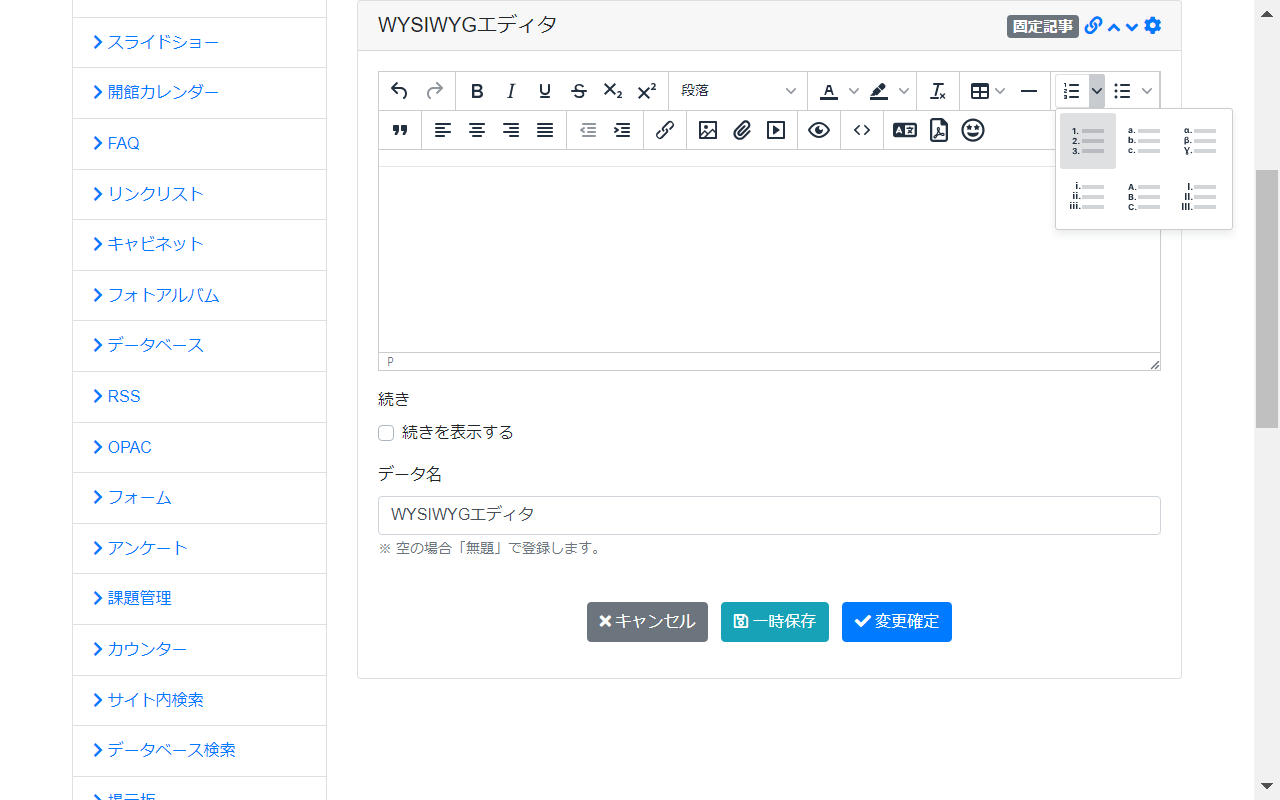 スライドショー
開館カレンダー
FAQ
リンクリスト
キャビネット
フォトアルバム
データベース
RSS
OPAC
フォーム
アンケート
課題管理
カウンター
サイト内検索
データベース検索
掲示板
WYSIWYGエディタ
固定記事
段落
1. a. α.
2. b. β.
3. c. γ.
i. A. I.
ii. B. II.
iii. C. III.
P
続き
続きを表示する
データ名
WYSIWYGエディタ
※ 空の場合「無題」で登録します。
キャンセル 一時保存 変更確定